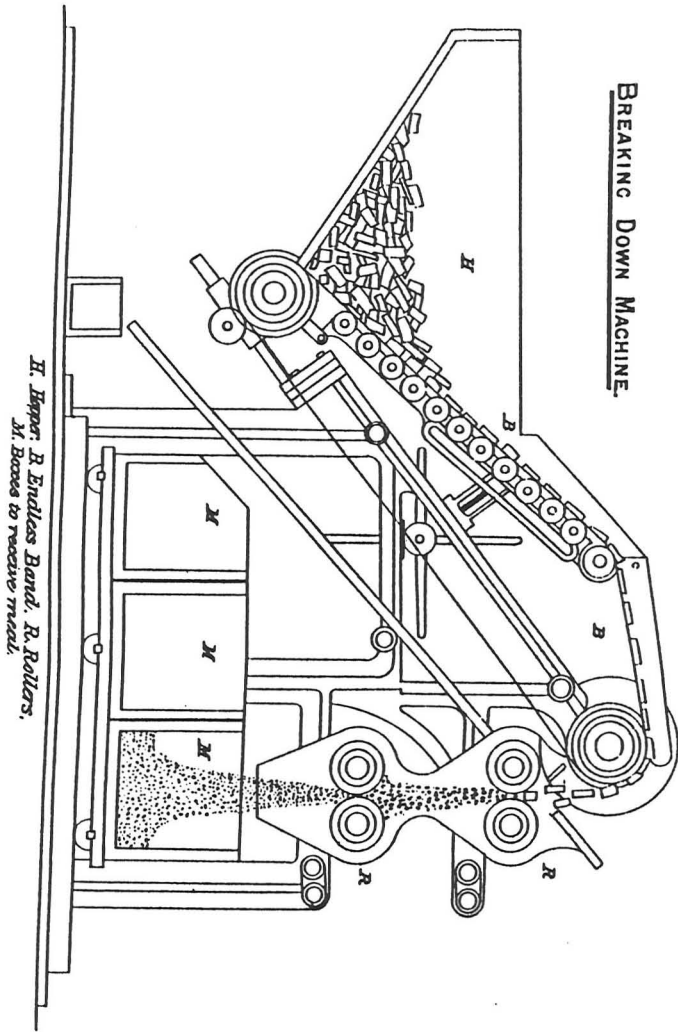 BREAKING DOWN MACHINE.
H
B
C
B
R
R
M
M
M
H. Hopper. B. Endless Band. R. Rollers.
M. Boxes to receive meal.